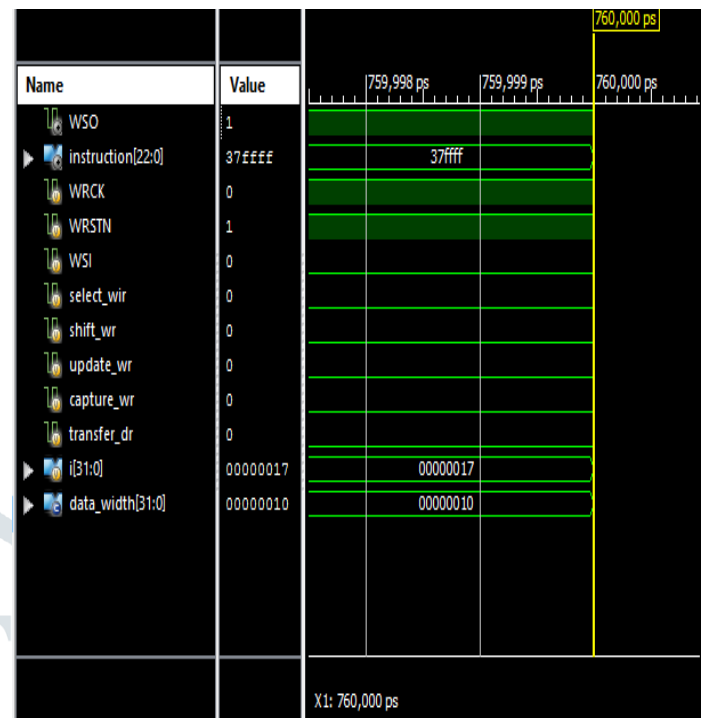 760,000 ps
Name Value 759,998 ps 759,999 ps 760,000 ps
WSO 1
instruction[22:0] 37ffff 37ffff
WRCK 0
WRSTN 1
WSI 0
select_wir 0
shift_wr 0
update_wr 0
capture_wr 0
transfer_dr 0
i[31:0] 00000017 00000017
data_width[31:0] 00000010 00000010
X1: 760,000 ps